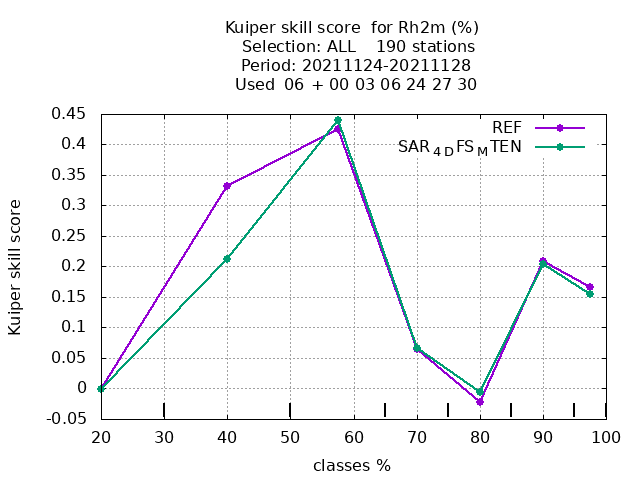 Kuiper skill score  for Rh2m (%)
Selection: ALL    190 stations
Period: 20211124-20211128
Used  06 + 00 03 06 24 27 30
0.45
0.4
0.35
0.3
0.25
0.2
0.15
0.1
0.05
0
-0.05
20 30 40 50 60 70 80 90 100
Kuiper skill score
classes %
REF
SAR4DFSMTEN